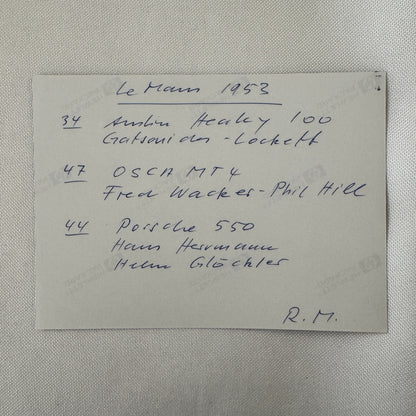 Le Mans 1953
34 Austin Healey 100
Gatsonides-Lockett
47 OSCA MT4
Fred Wacker-Phil Hill
44 Porsche 550
Hans Herrmann
Helm Glöckler
R.M.